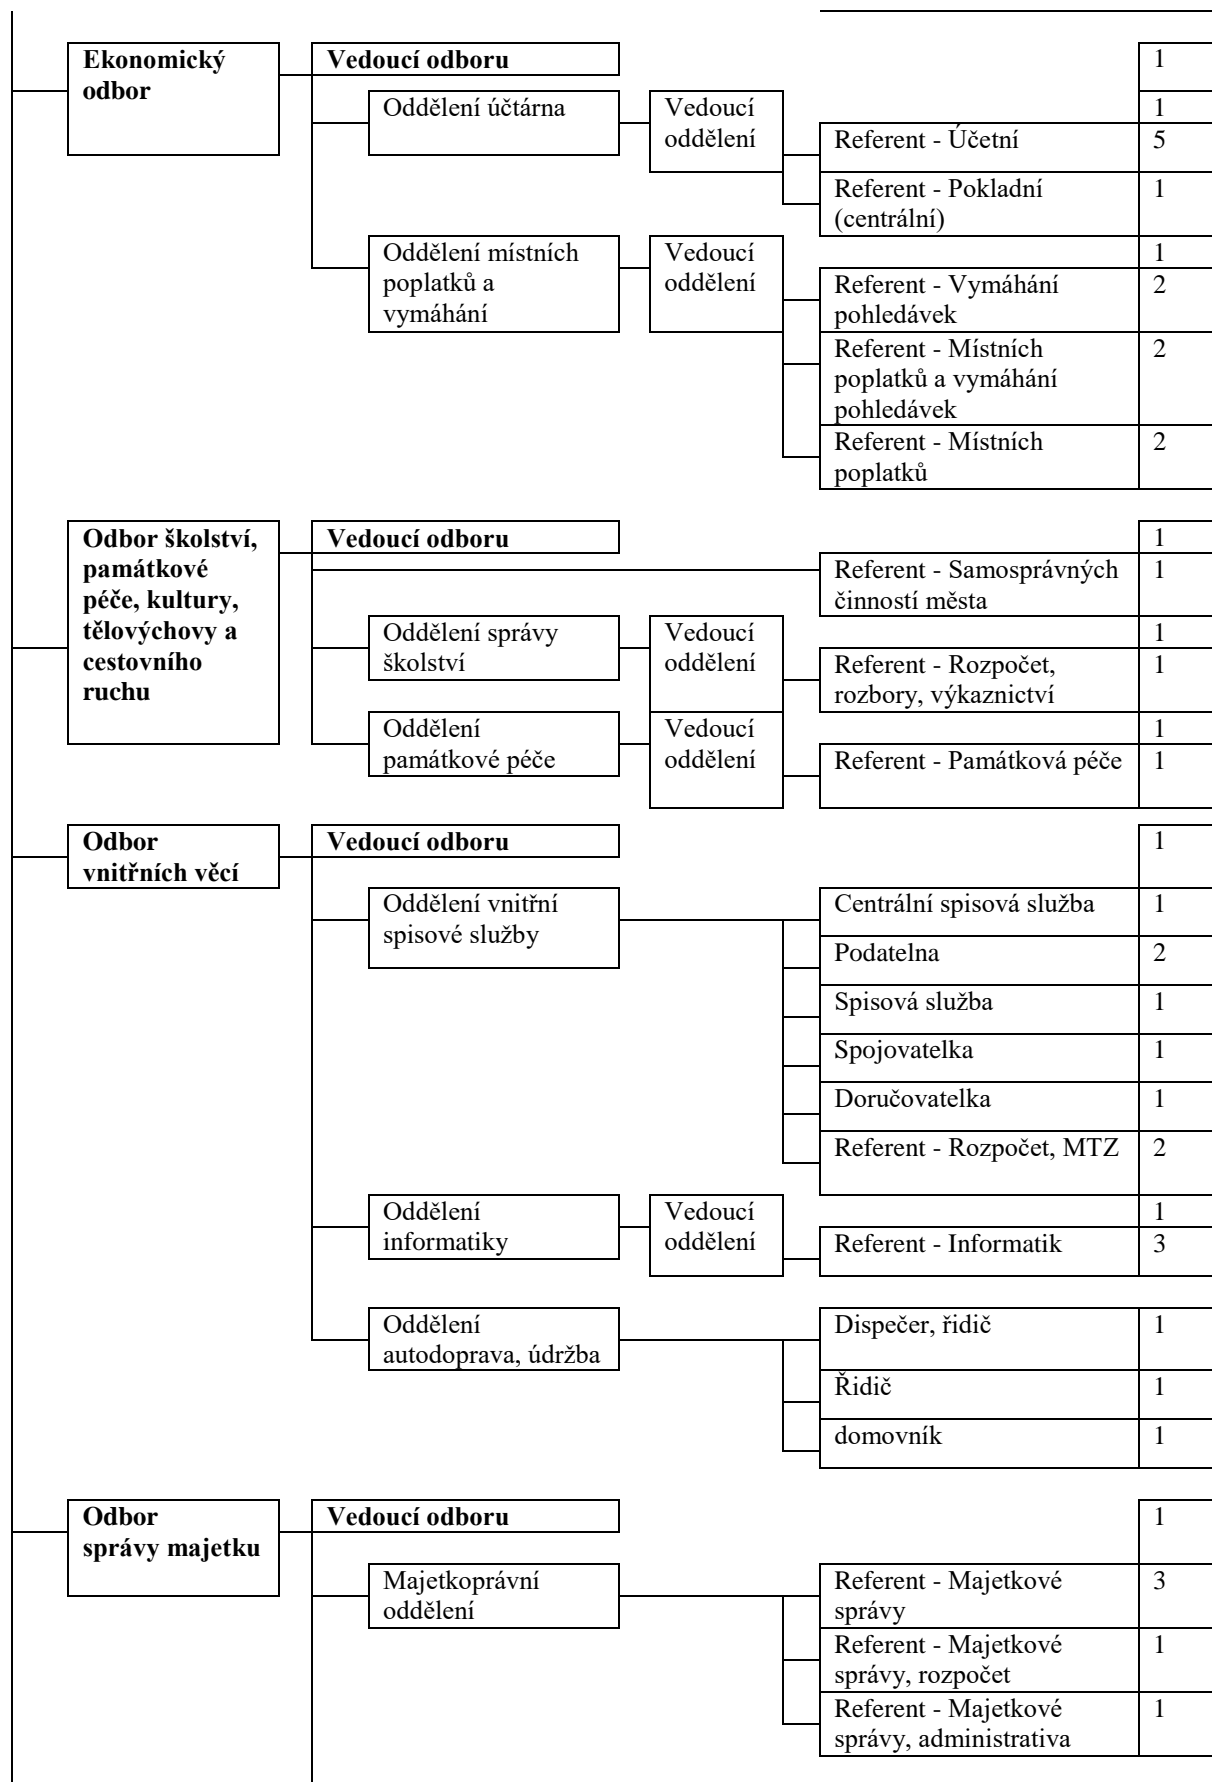 Ekonomický
odbor
Vedoucí odboru
1
Oddělení účtárna
Vedoucí
oddělení
1
Referent - Účetní
5
Referent - Pokladní
(centrální)
1
Oddělení místních
poplatků a
vymáhání
Vedoucí
oddělení
1
Referent - Vymáhání
pohledávek
2
Referent - Místních
poplatků a vymáhání
pohledávek
2
Referent - Místních
poplatků
2
Odbor školství,
památkové
péče, kultury,
tělovýchovy a
cestovního
ruchu
Vedoucí odboru
1
Referent - Samosprávných
činností města
1
Oddělení správy
školství
Vedoucí
oddělení
1
Referent - Rozpočet,
rozbory, výkaznictví
1
Oddělení
památkové péče
Vedoucí
oddělení
1
Referent - Památková péče
1
Odbor
vnitřních věcí
Vedoucí odboru
1
Oddělení vnitřní
spisové služby
Centrální spisová služba
1
Podatelna
2
Spisová služba
1
Spojovatelka
1
Doručovatelka
1
Referent - Rozpočet, MTZ
2
Oddělení
informatiky
Vedoucí
oddělení
1
Referent - Informatik
3
Oddělení
autodoprava, údržba
Dispečer, řidič
1
Řidič
1
domovník
1
Odbor
správy majetku
Vedoucí odboru
1
Majetkoprávní
oddělení
Referent - Majetkové
správy
3
Referent - Majetkové
správy, rozpočet
1
Referent - Majetkové
správy, administrativa
1